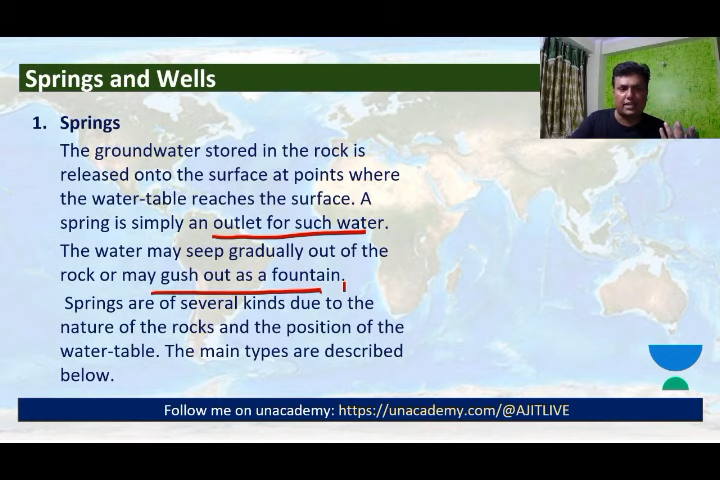 Springs and Wells
1. Springs
The groundwater stored in the rock is
released onto the surface at points where
the water-table reaches the surface. A
spring is simply an outlet for such water.
The water may seep gradually out of the
rock or may gush out as a fountain.
Springs are of several kinds due to the
nature of the rocks and the position of the
water-table. The main types are described
below.
Follow me on unacademy: https://unacademy.com/@AJITLIVE